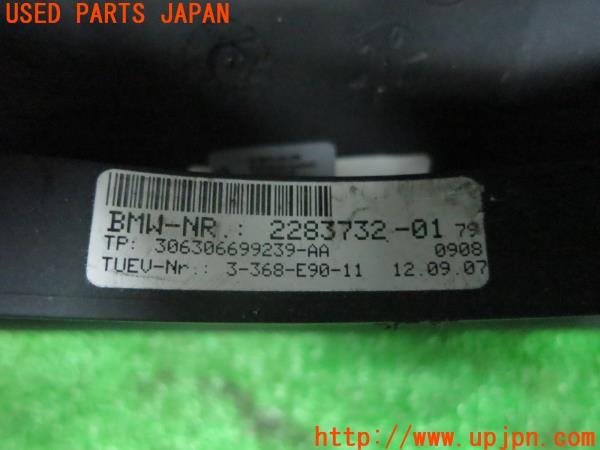 USED PARTS JAPAN
BMW-NR.: 2283732-01 79
TP: 306306699239-AA 0908
TUEV-Nr.: 3-368-E90-11 12.09.07
UPJ
http://www.upjpn.com